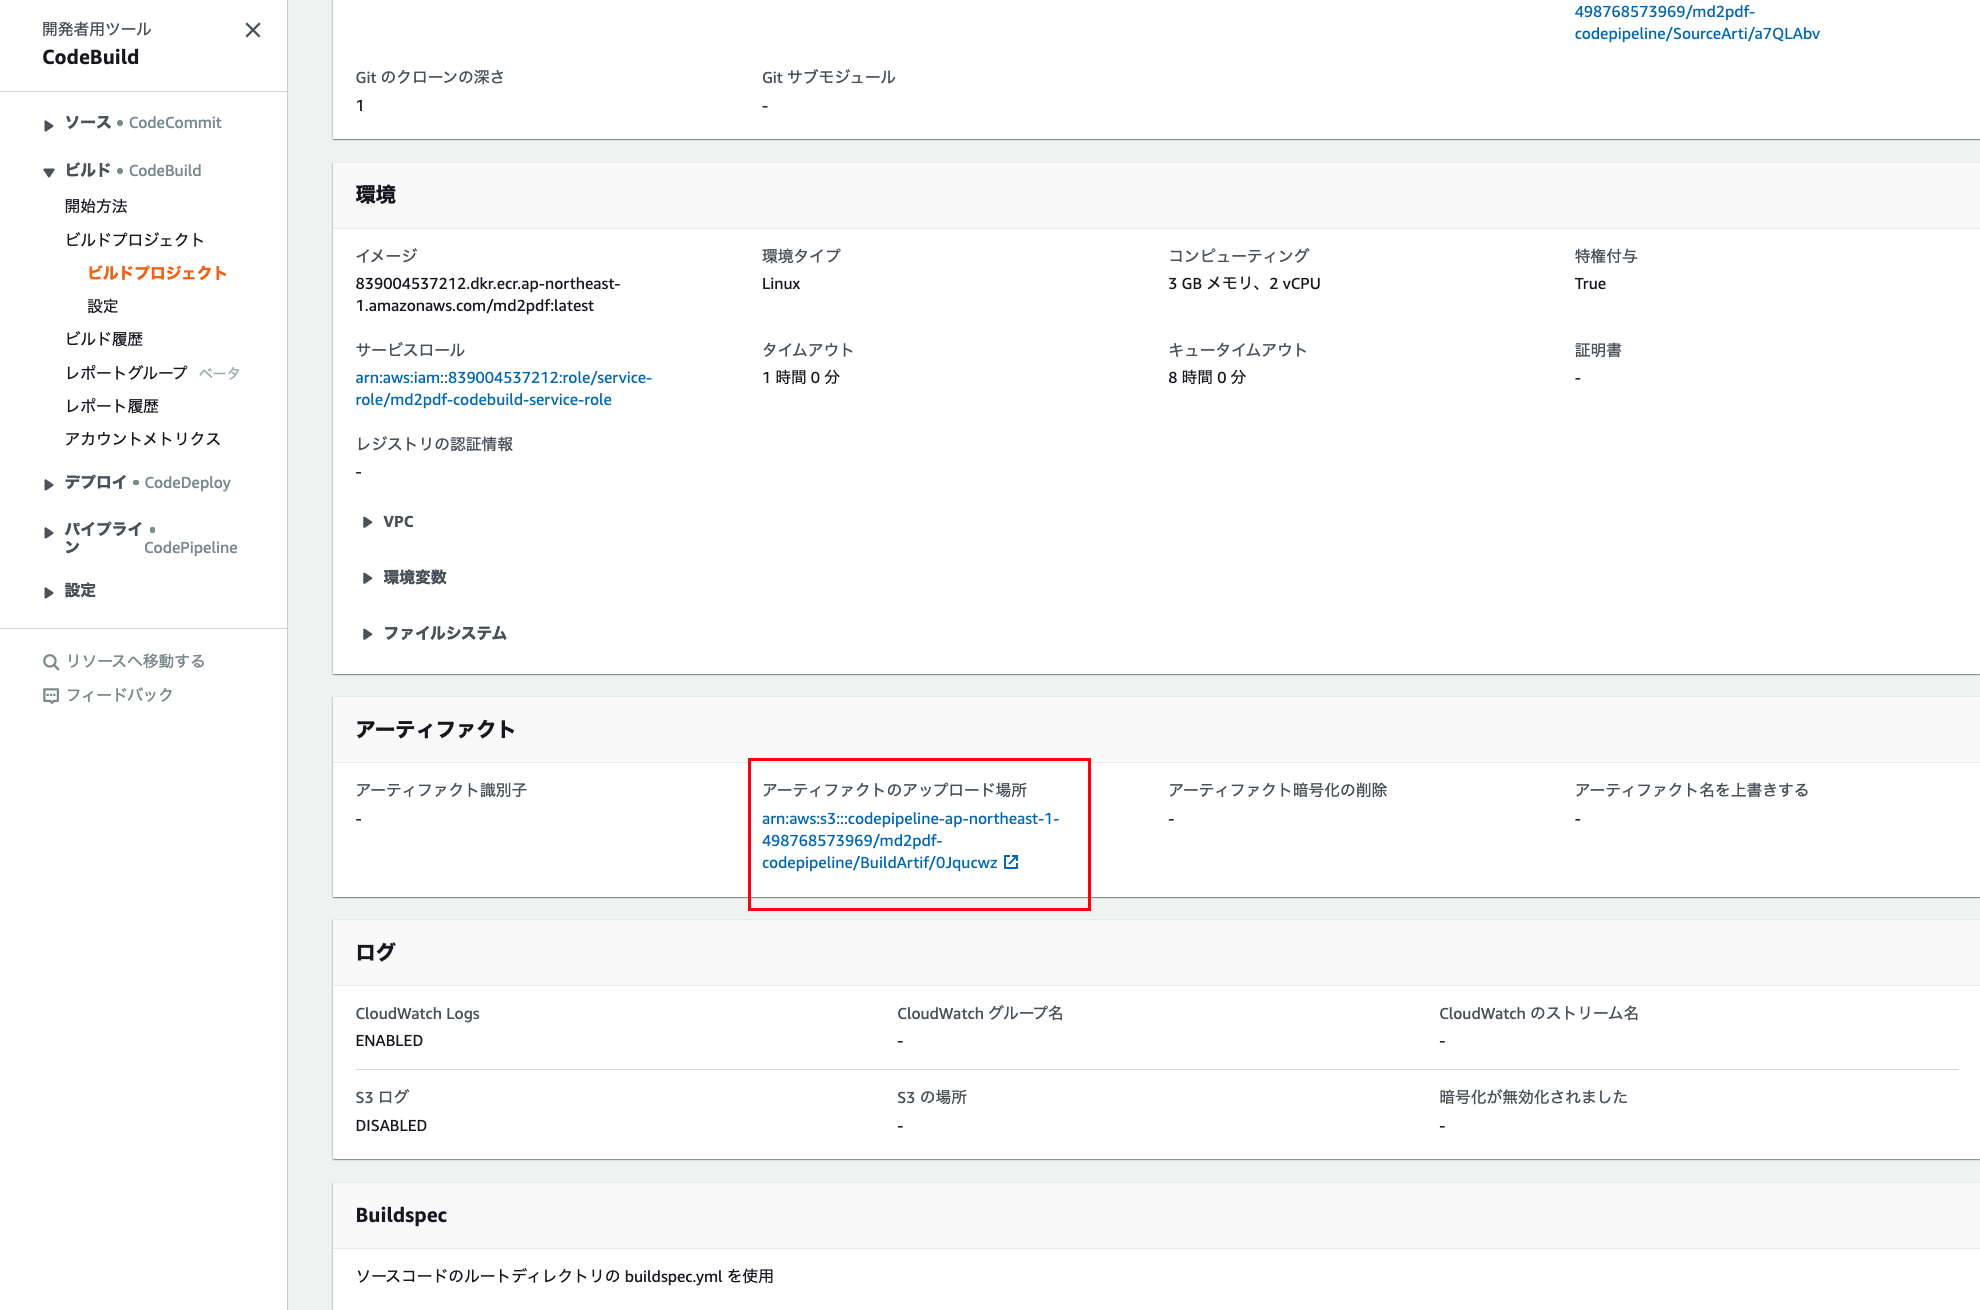 開発者用ツール
CodeBuild
ソース • CodeCommit
ビルド • CodeBuild
開始方法
ビルドプロジェクト
ビルドプロジェクト
設定
ビルド履歴
レポートグループ ベータ
レポート履歴
アカウントメトリクス
デプロイ • CodeDeploy
パイプライ •
ン CodePipeline
設定
リソースへ移動する
フィードバック
498768573969/md2pdf-
codepipeline/SourceArti/a7QLAbv
Git のクローンの深さ
1
Git サブモジュール
-
環境
イメージ
839004537212.dkr.ecr.ap-northeast-
1.amazonaws.com/md2pdf:latest
環境タイプ
Linux
コンピューティング
3 GB メモリ、2 vCPU
特権付与
True
サービスロール
arn:aws:iam::839004537212:role/service-
role/md2pdf-codebuild-service-role
タイムアウト
1 時間 0 分
キュータイムアウト
8 時間 0 分
証明書
-
レジストリの認証情報
-
VPC
環境変数
ファイルシステム
アーティファクト
アーティファクト識別子
-
アーティファクトのアップロード場所
arn:aws:s3:::codepipeline-ap-northeast-1-
498768573969/md2pdf-
codepipeline/BuildArtif/0Jqucwz
アーティファクト暗号化の削除
-
アーティファクト名を上書きする
-
ログ
CloudWatch Logs
ENABLED
CloudWatch グループ名
-
CloudWatch のストリーム名
-
S3 ログ
DISABLED
S3 の場所
-
暗号化が無効化されました
-
Buildspec
ソースコードのルートディレクトリの buildspec.yml を使用